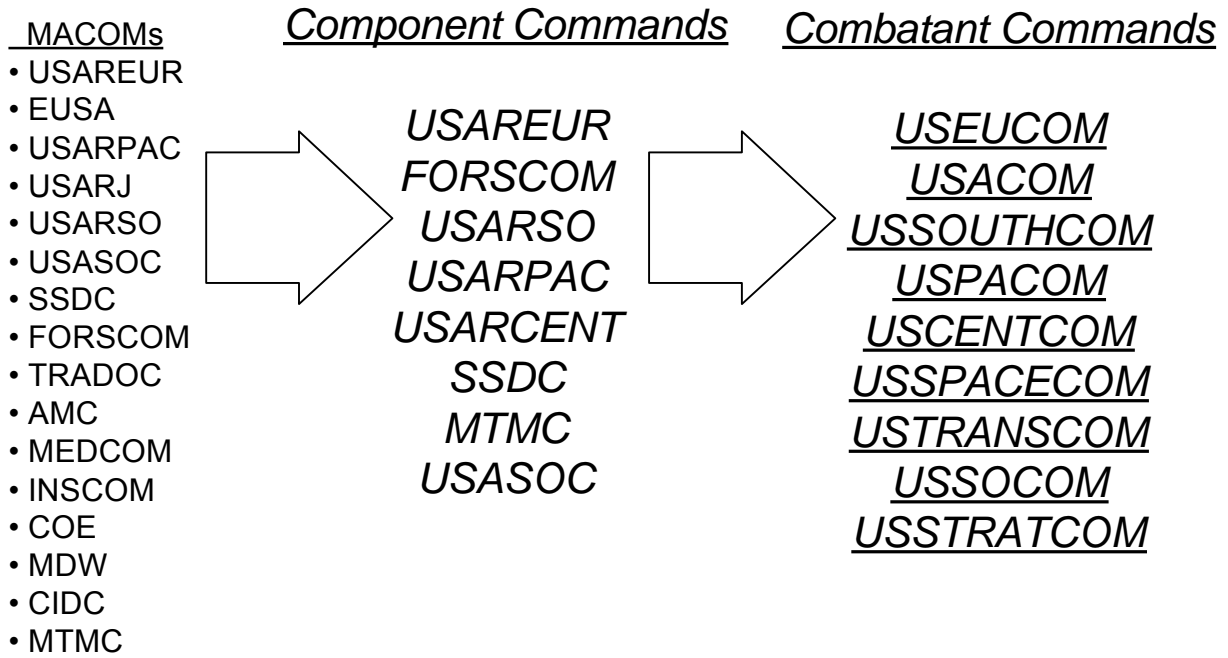 MACOMs
• USAREUR
• EUSA
• USARPAC
• USARJ
• USARSO
• USASOC
• SSDC
• FORSCOM
• TRADOC
• AMC
• MEDCOM
• INSCOM
• COE
• MDW
• CIDC
• MTMC
Component Commands
USAREUR
FORSCOM
USARSO
USARPAC
USARCENT
SSDC
MTMC
USASOC
Combatant Commands
USEUCOM
USACOM
USSOUTHCOM
USPACOM
USCENTCOM
USSPACECOM
USTRANSCOM
USSOCOM
USSTRATCOM